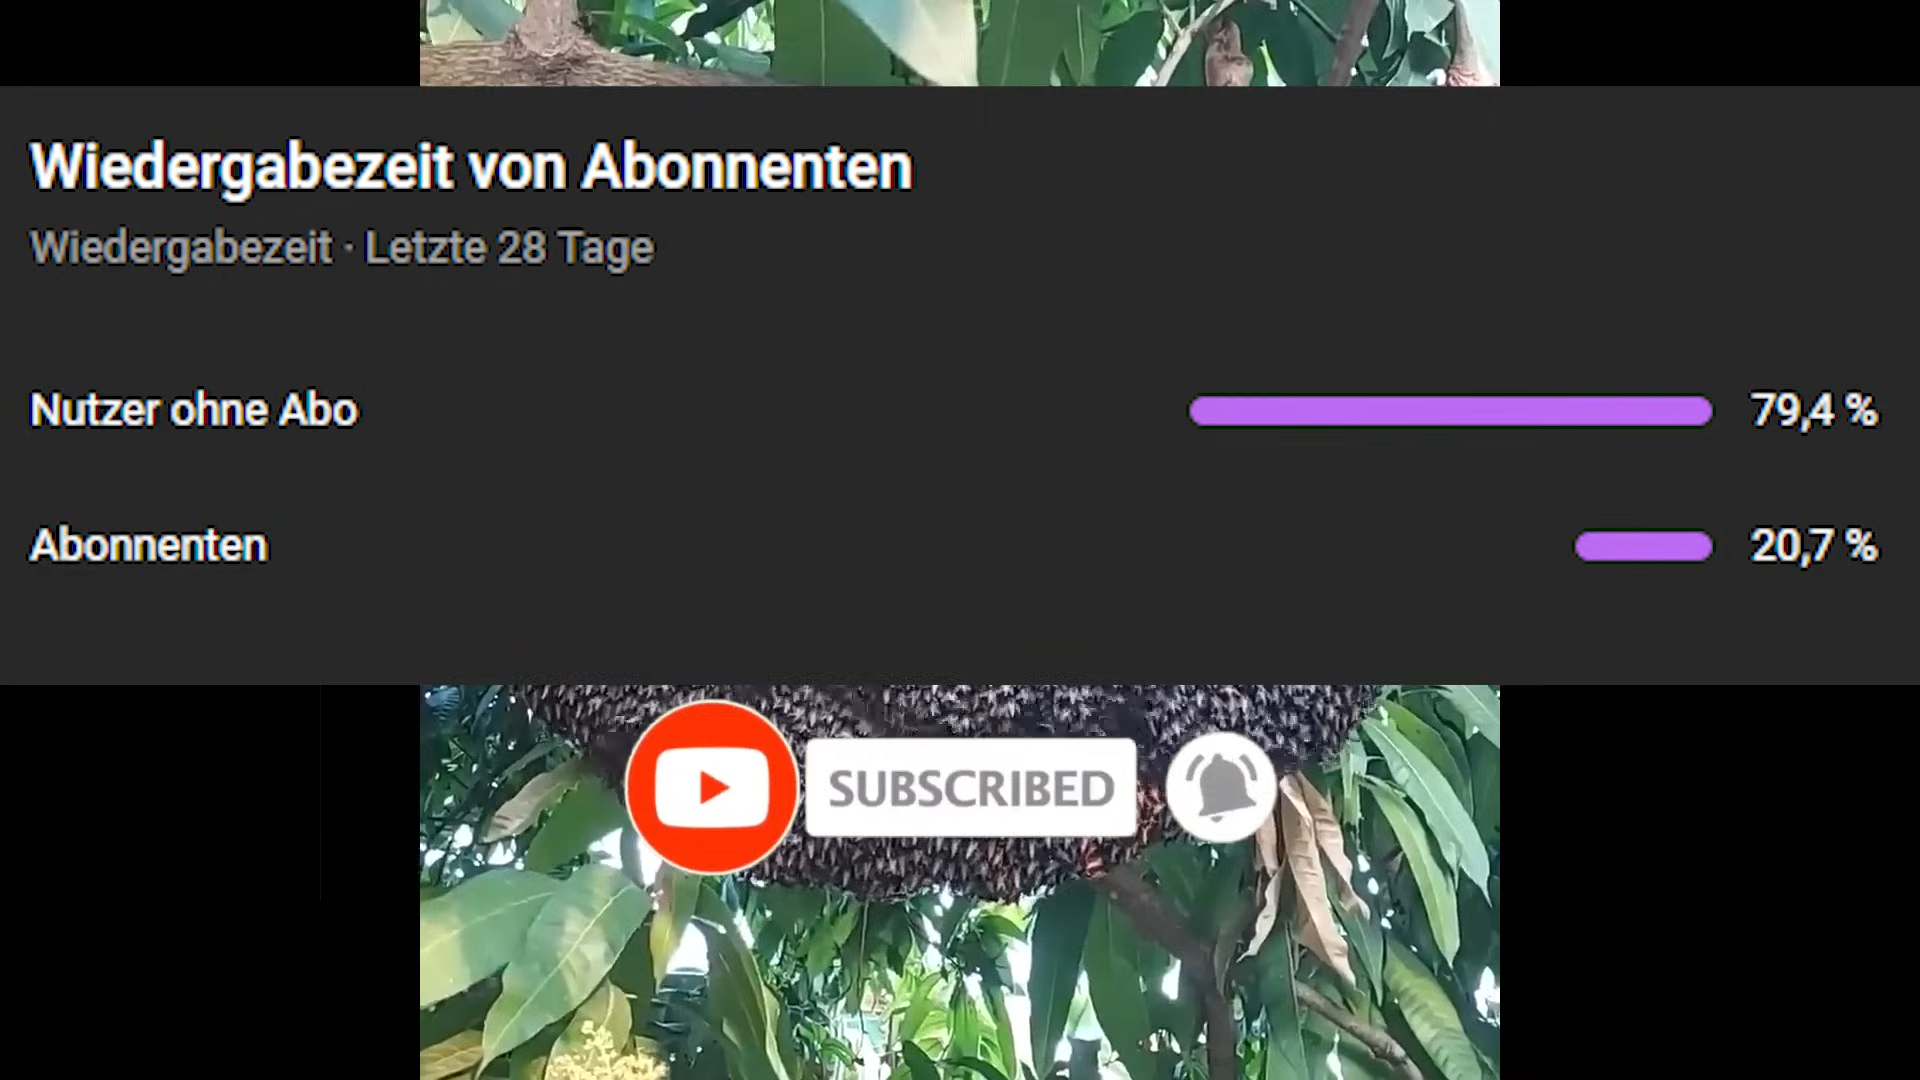 Wiedergabezeit von Abonnenten
Wiedergabezeit · Letzte 28 Tage
Nutzer ohne Abo 79,4 %
Abonnenten 20,7 %
SUBSCRIBED